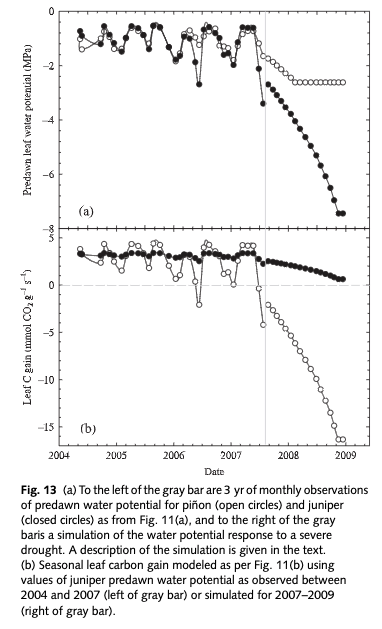 0
−2
−4
−6
−8
Predawn leaf water potential (MPa)
(a)
5
0
−5
−10
−15
Leaf C gain (mmol CO₂ g⁻¹ s⁻¹)
(b)
2004 2005 2006 2007 2008 2009
Date
Fig. 13 (a) To the left of the gray bar are 3 yr of monthly observations
of predawn water potential for piñon (open circles) and juniper
(closed circles) as from Fig. 11(a), and to the right of the gray
baris a simulation of the water potential response to a severe
drought. A description of the simulation is given in the text.
(b) Seasonal leaf carbon gain modeled as per Fig. 11(b) using
values of juniper predawn water potential as observed between
2004 and 2007 (left of gray bar) or simulated for 2007–2009
(right of gray bar).